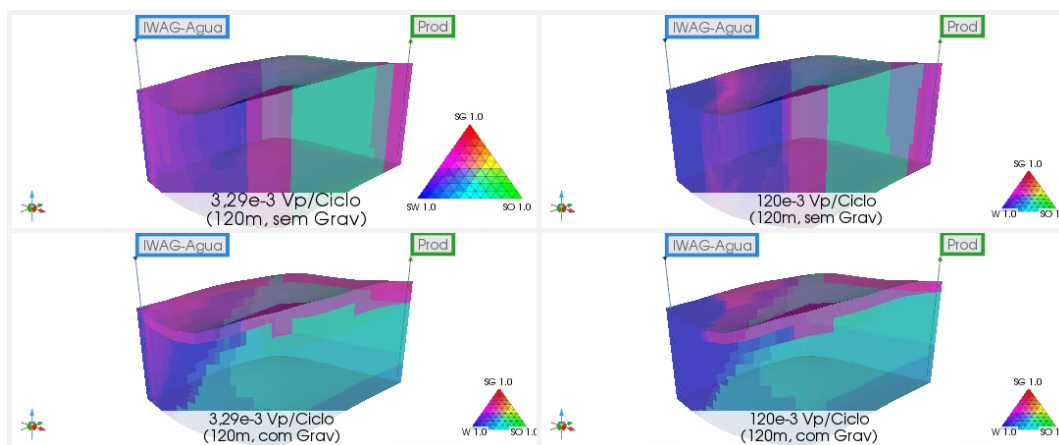 IWAG-Agua
Prod
SG 1.0
SW 1.0
SO 1.0
3,29e-3 Vp/Ciclo
(120m, sem Grav)
IWAG-Agua
Prod
SG 1.0
W 1.0
SO 1.0
120e-3 Vp/Ciclo
(120m, sem Grav)
IWAG-Agua
Prod
SG 1.0
W 1.0
SO 1.0
3,29e-3 Vp/Ciclo
(120m, com Grav)
IWAG-Agua
Prod
SG 1.0
W 1.0
SO 1.0
120e-3 Vp/Ciclo
(120m, com Grav)